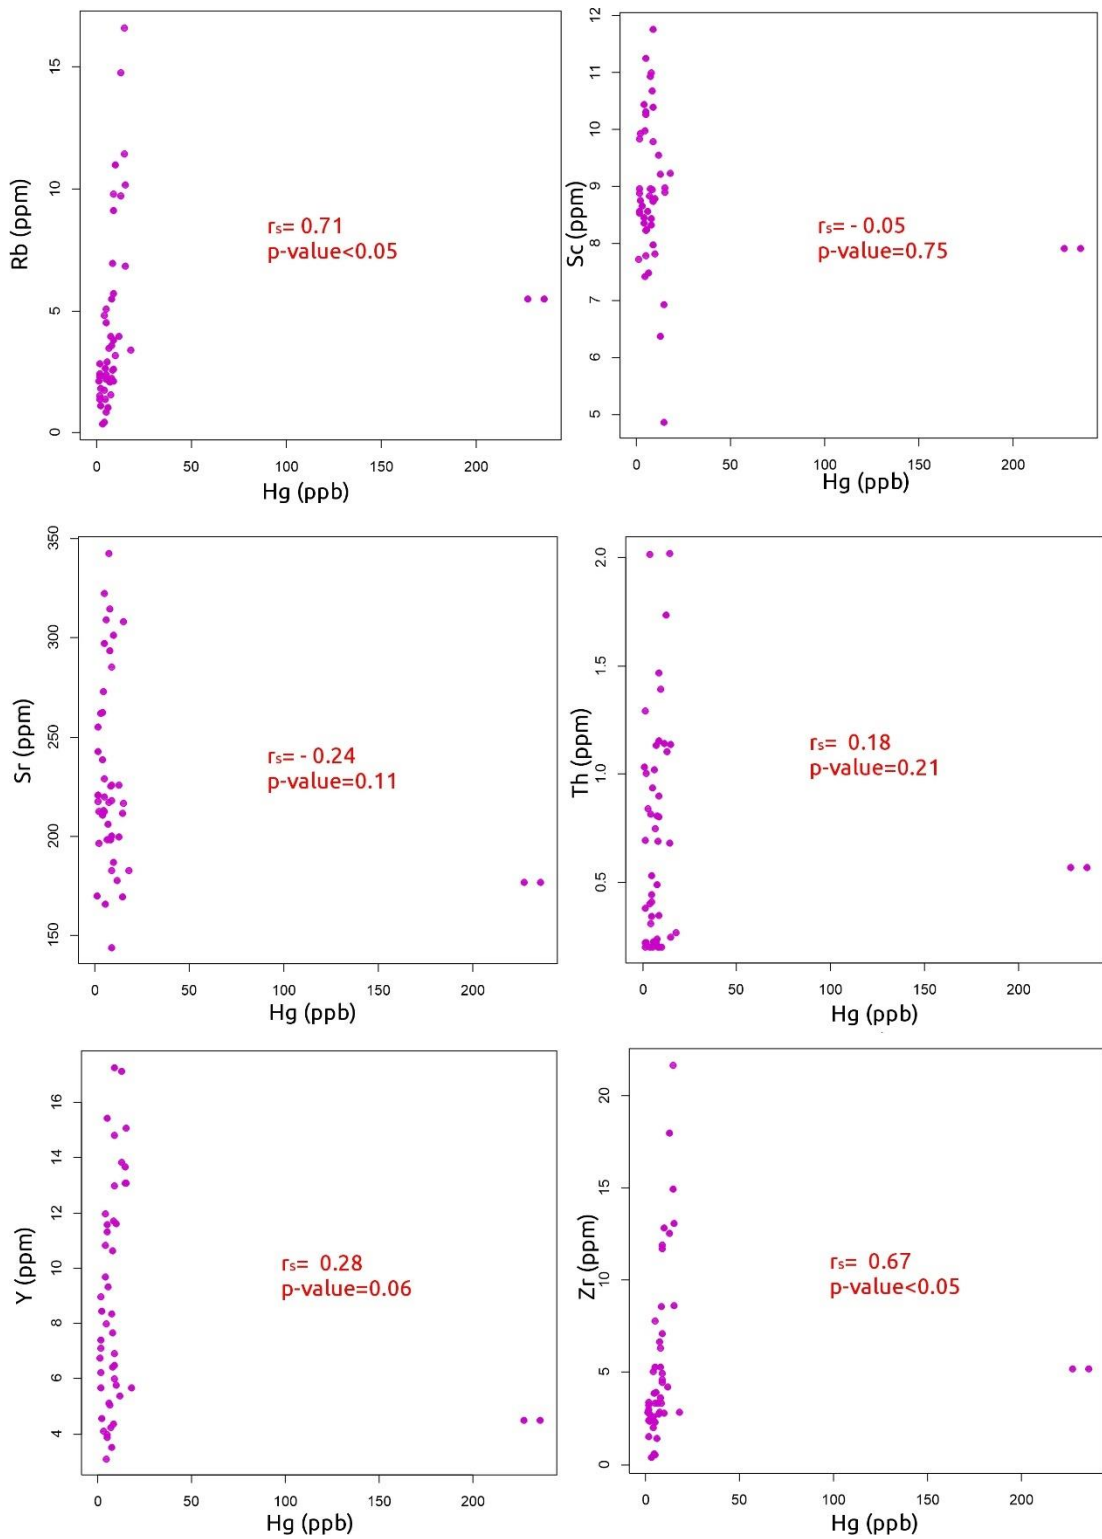 Rb (ppm)
15
10
5
0
rs= 0.71
p-value<0.05
0 50 100 150 200
Hg (ppb)
Sc (ppm)
12
11
10
9
8
7
6
5
rs= - 0.05
p-value=0.75
0 50 100 150 200
Hg (ppb)
Sr (ppm)
350
300
250
200
150
rs= - 0.24
p-value=0.11
0 50 100 150 200
Hg (ppb)
Th (ppm)
2.0
1.5
1.0
0.5
rs= 0.18
p-value=0.21
0 50 100 150 200
Hg (ppb)
Y (ppm)
16
14
12
10
8
6
4
rs= 0.28
p-value=0.06
0 50 100 150 200
Hg (ppb)
Zr (ppm)
20
15
10
5
0
rs= 0.67
p-value<0.05
0 50 100 150 200
Hg (ppb)